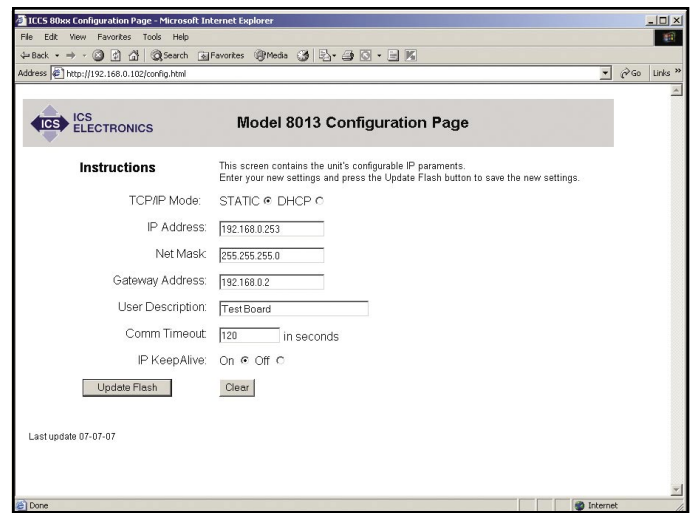 ICCS 80xx Configuration Page - Microsoft Internet Explorer
File Edit View Favorites Tools Help
Back Search Favorites Media
Address http://192.168.0.102/config.html Go Links »
ICS
ICS
ELECTRONICS
Model 8013 Configuration Page
Instructions
This screen contains the unit's configurable IP paraments.
Enter your new settings and press the Update Flash button to save the new settings.
TCP/IP Mode: STATIC DHCP
IP Address: 192.168.0.253
Net Mask: 255.255.255.0
Gateway Address: 192.168.0.2
User Description: Test Board
Comm Timeout: 120 in seconds
IP KeepAlive: On Off
Update Flash Clear
Last update 07-07-07
Done Internet